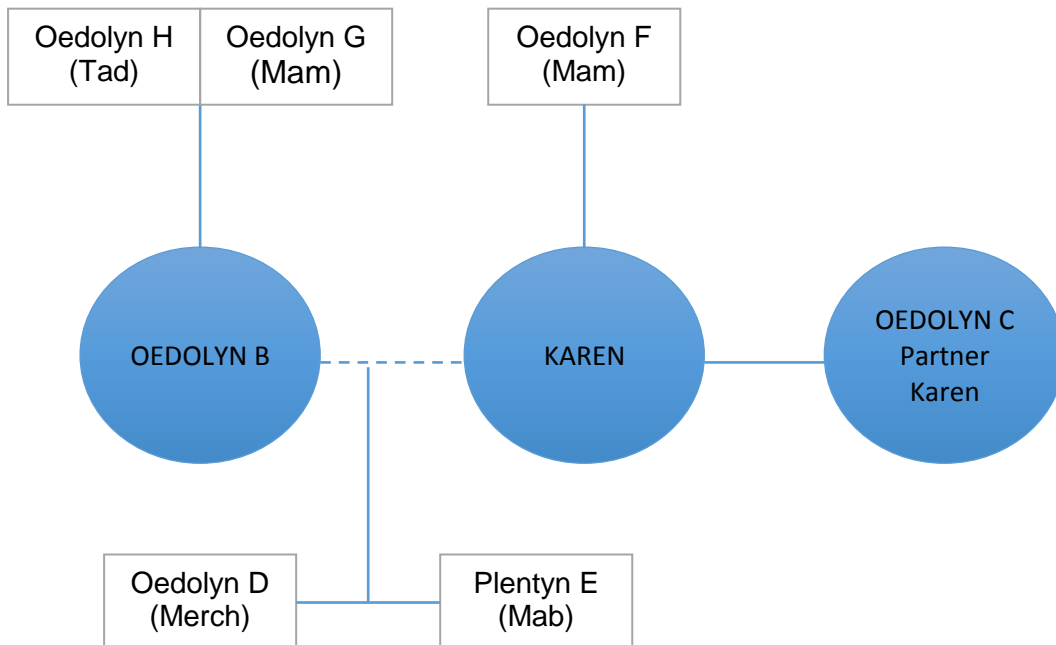 Oedolyn H
(Tad)
Oedolyn G
(Mam)
Oedolyn F
(Mam)
OEDOLYN B
KAREN
OEDOLYN C
Partner
Karen
Oedolyn D
(Merch)
Plentyn E
(Mab)